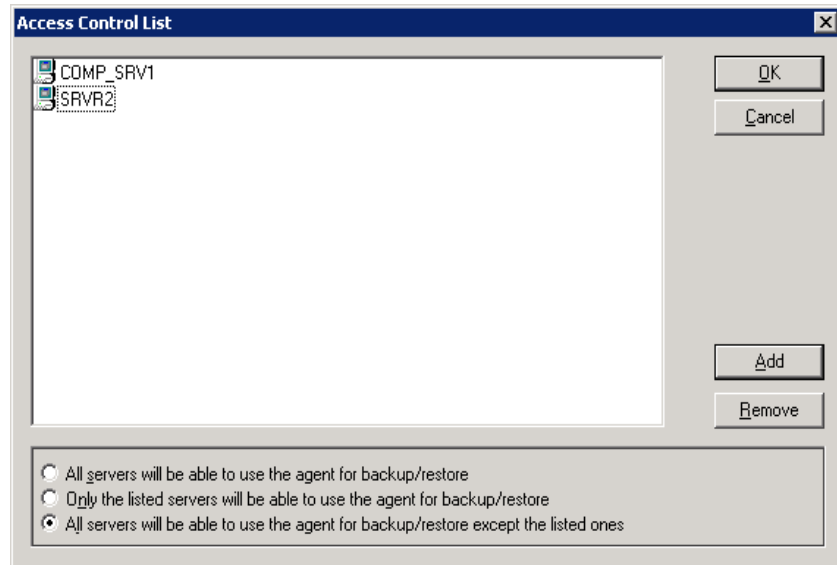 Access Control List
COMP_SRV1
SRVR2
OK
Cancel
Add
Remove
All servers will be able to use the agent for backup/restore
Only the listed servers will be able to use the agent for backup/restore
All servers will be able to use the agent for backup/restore except the listed ones